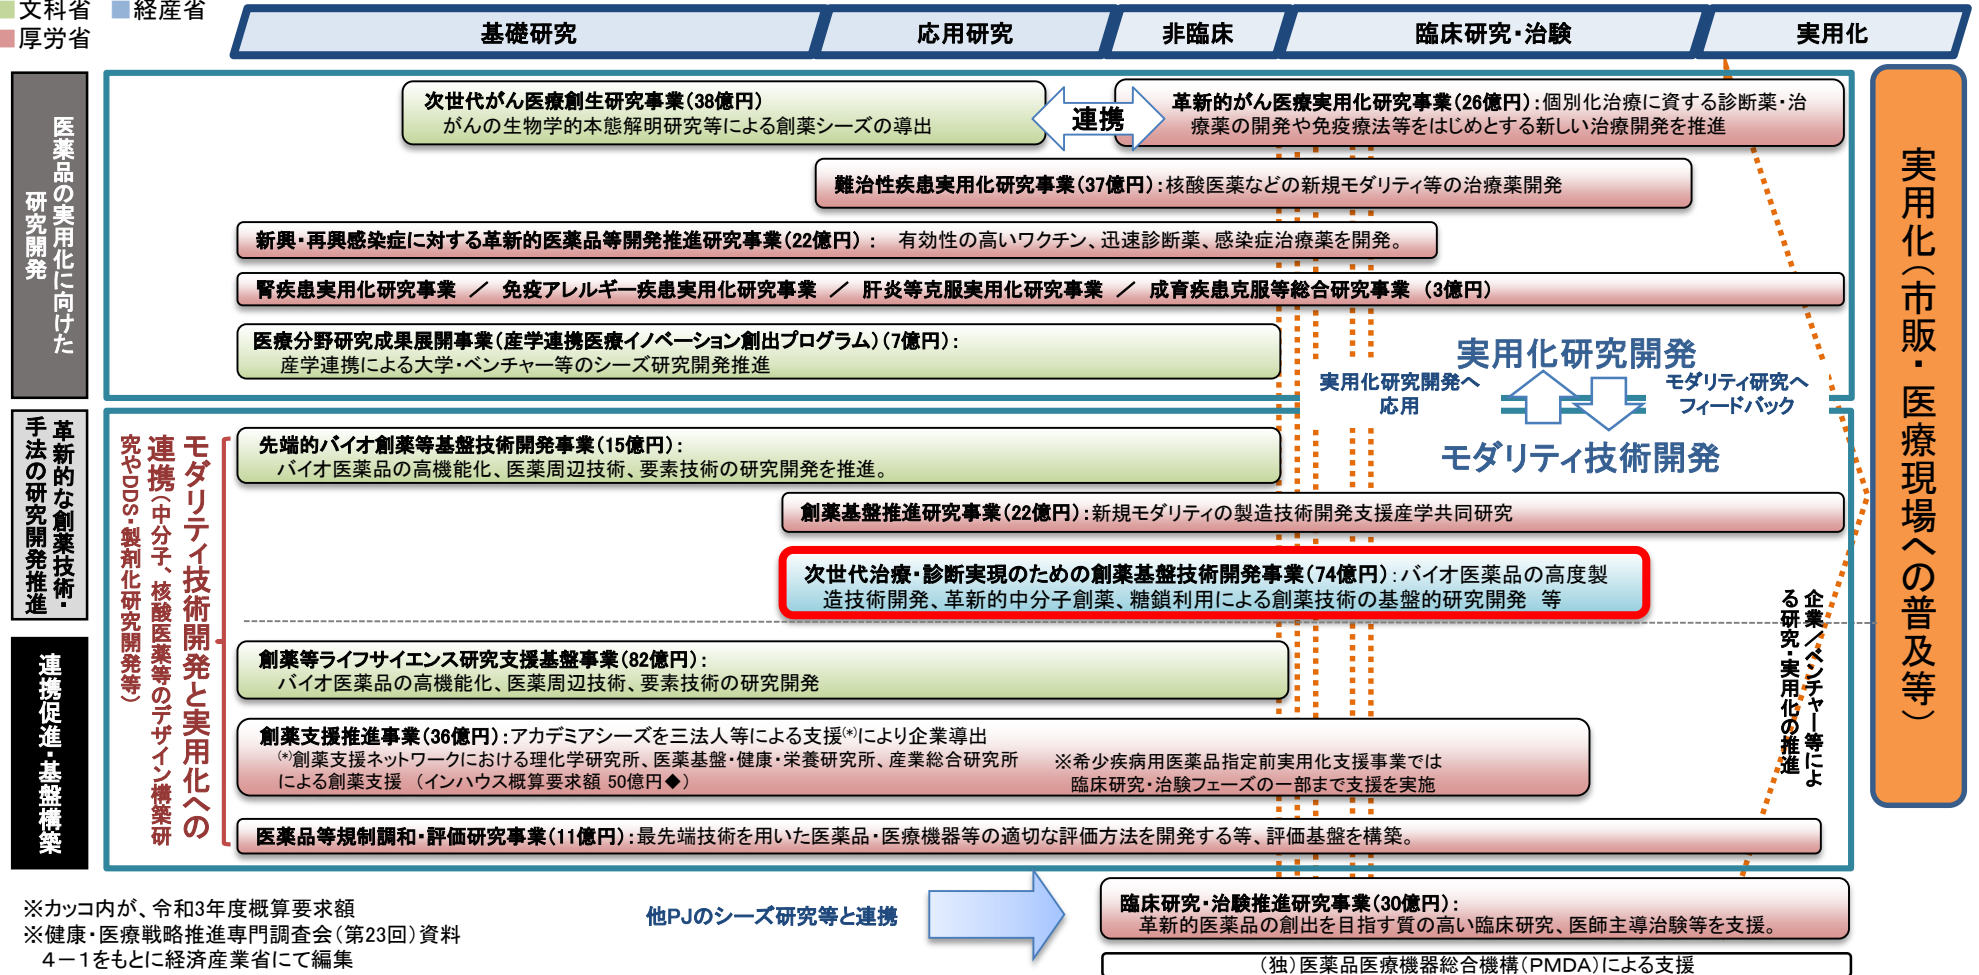 文科省 経産省
厚労省
基礎研究 応用研究 非臨床 臨床研究・治験 実用化
医薬品の実用化に向けた
研究開発
次世代がん医療創生研究事業(38億円)
がんの生物学的本態解明研究等による創薬シーズの導出
連携
革新的がん医療実用化研究事業(26億円):個別化治療に資する診断薬・治
療薬の開発や免疫療法等をはじめとする新しい治療開発を推進
難治性疾患実用化研究事業(37億円):核酸医薬などの新規モダリティ等の治療薬開発
新興・再興感染症に対する革新的医薬品等開発推進研究事業(22億円): 有効性の高いワクチン、迅速診断薬、感染症治療薬を開発。
腎疾患実用化研究事業 / 免疫アレルギー疾患実用化研究事業 / 肝炎等克服実用化研究事業 / 成育疾患克服等総合研究事業 (3億円)
医療分野研究成果展開事業(産学連携医療イノベーション創出プログラム)(7億円):
産学連携による大学・ベンチャー等のシーズ研究開発推進
実用化研究開発
実用化研究開発へ
応用
モダリティ研究へ
フィードバック
モダリティ技術開発
革新的な創薬技術・
手法の研究開発推進
モダリティ技術開発と実用化への
連携(中分子、核酸医薬等のデザイン構築研
究やDDS・製剤化研究開発等)
先端的バイオ創薬等基盤技術開発事業(15億円):
バイオ医薬品の高機能化、医薬周辺技術、要素技術の研究開発を推進。
創薬基盤推進研究事業(22億円):新規モダリティの製造技術開発支援産学共同研究
次世代治療・診断実現のための創薬基盤技術開発事業(74億円):バイオ医薬品の高度製
造技術開発、革新的中分子創薬、糖鎖利用による創薬技術の基盤的研究開発 等
連携促進・基盤構築
創薬等ライフサイエンス研究支援基盤事業(82億円):
バイオ医薬品の高機能化、医薬周辺技術、要素技術の研究開発
創薬支援推進事業(36億円):アカデミアシーズを三法人等による支援(*)により企業導出
(*)創薬支援ネットワークにおける理化学研究所、医薬基盤・健康・栄養研究所、産業総合研究所
による創薬支援 (インハウス概算要求額 50億円◆)
※希少疾病用医薬品指定前実用化支援事業では
臨床研究・治験フェーズの一部まで支援を実施
医薬品等規制調和・評価研究事業(11億円):最先端技術を用いた医薬品・医療機器等の適切な評価方法を開発する等、評価基盤を構築。
企業/ベンチャー等によ
る研究・実用化の推進
実用化(市販・医療現場への普及等)
※カッコ内が、令和3年度概算要求額
※健康・医療戦略推進専門調査会(第23回)資料
4-1をもとに経済産業省にて編集
他PJのシーズ研究等と連携
臨床研究・治験推進研究事業(30億円):
革新的医薬品の創出を目指す質の高い臨床研究、医師主導治験等を支援。
(独)医薬品医療機器総合機構(PMDA)による支援